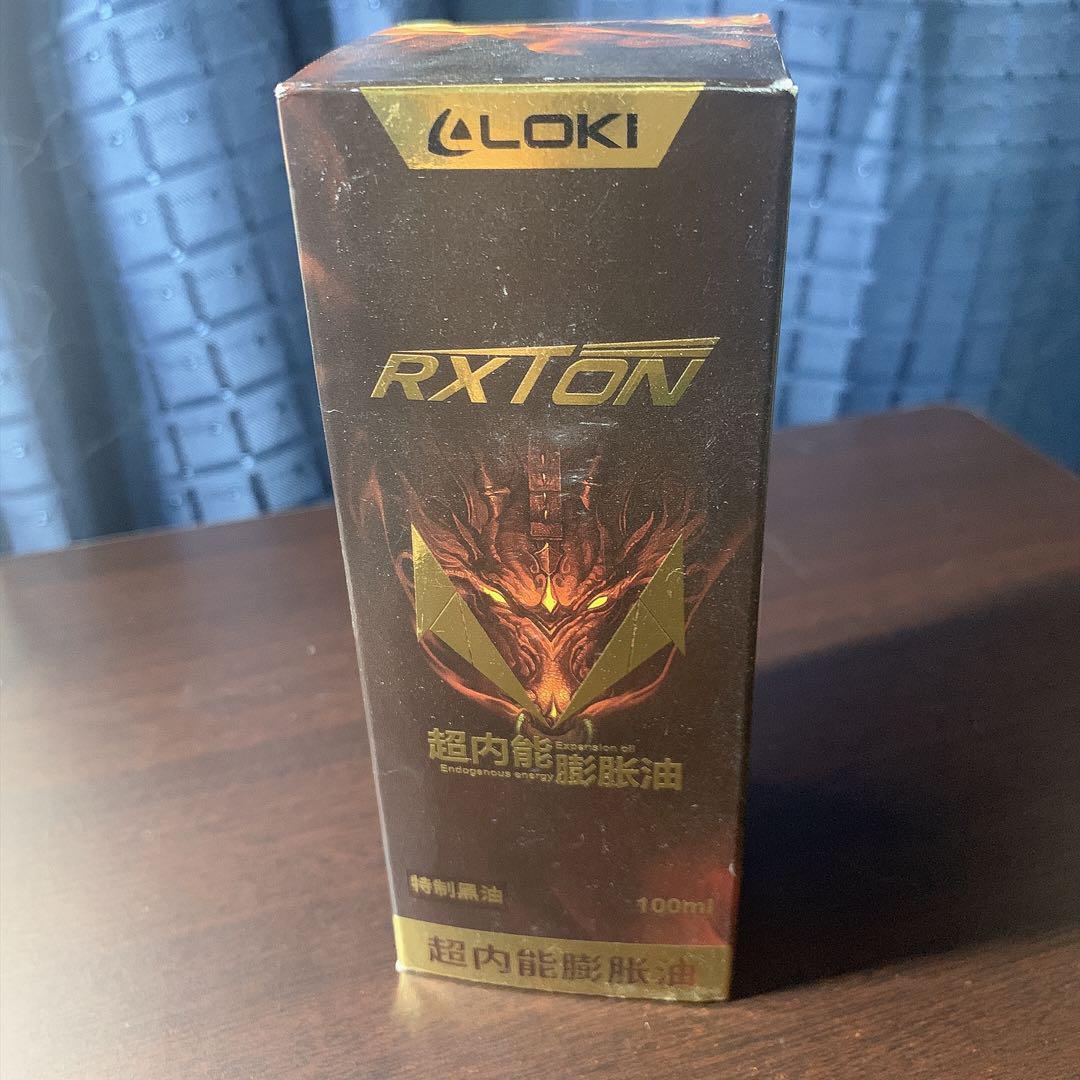 LOKI
RXTON
超内能
Expansion oil
Endogenous energy
膨胀油
特制黑油
100ml
超内能膨胀油